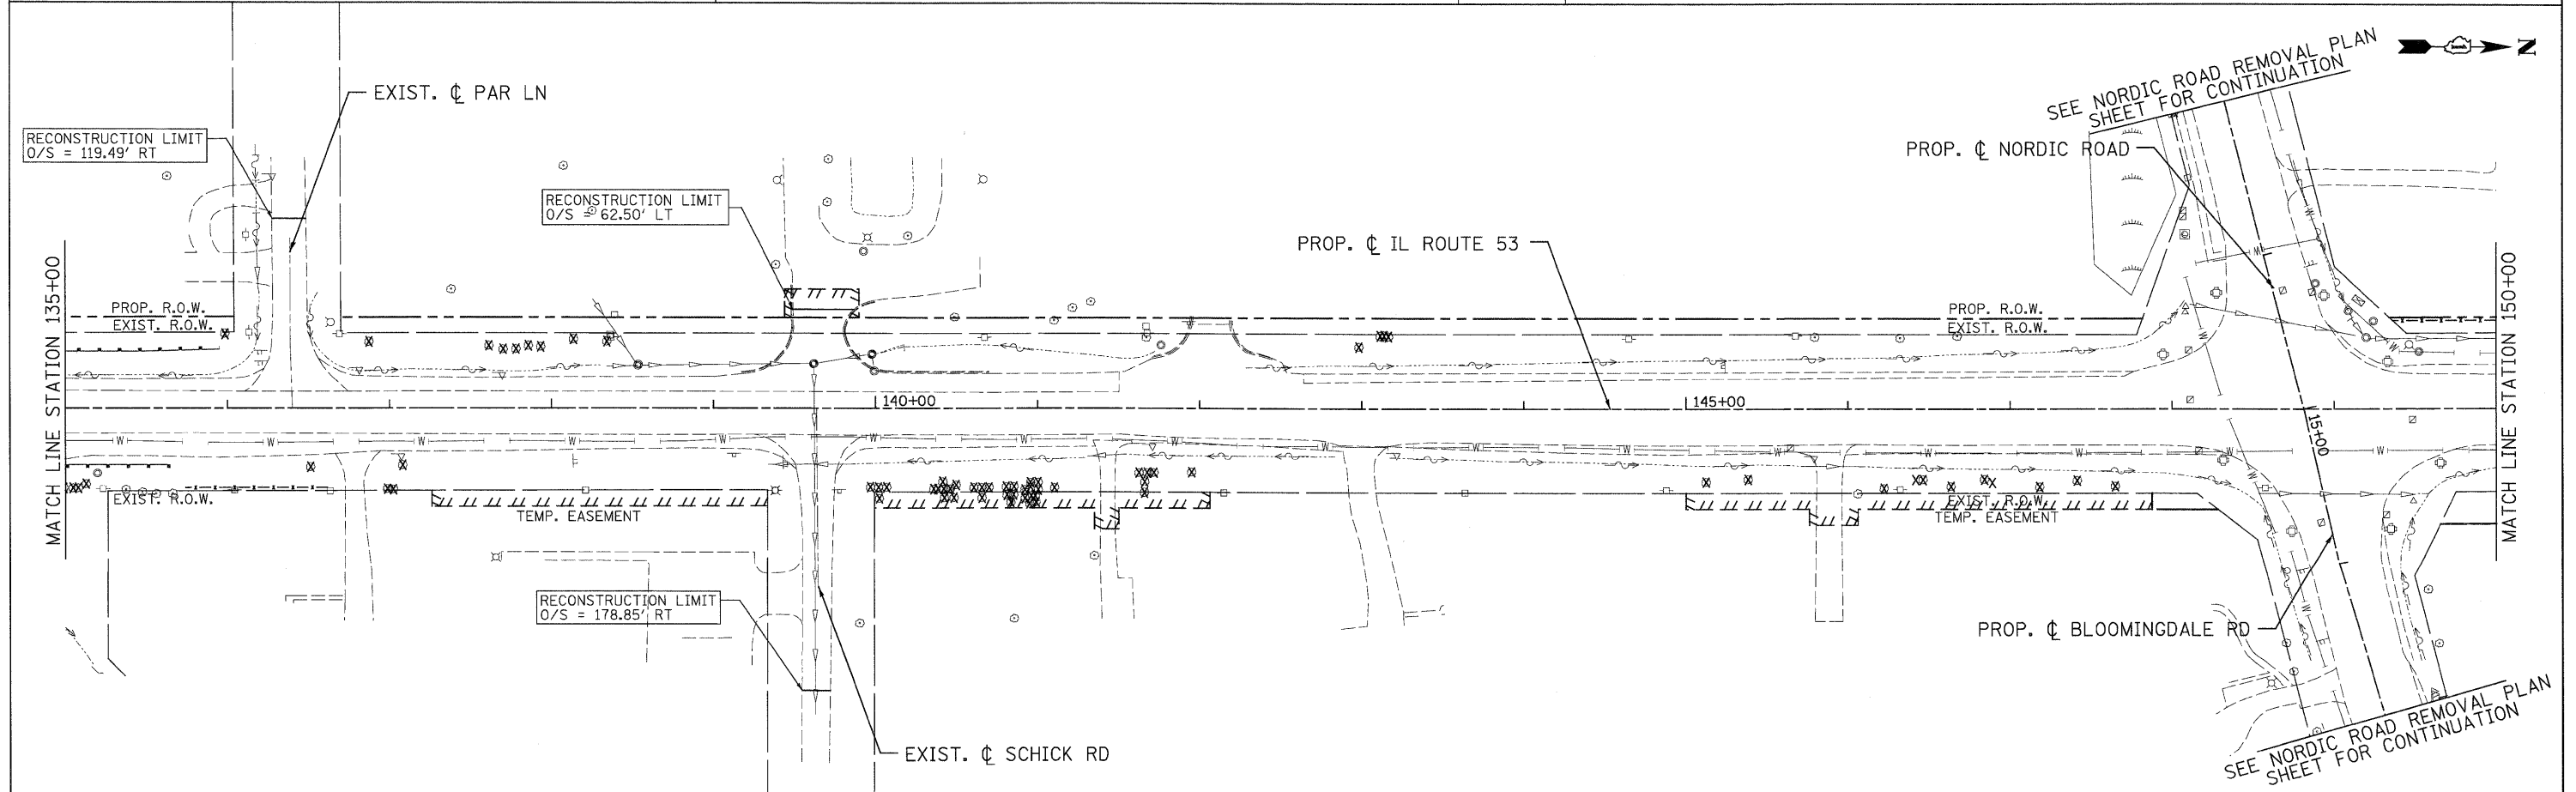 N
EXIST. ℄ PAR LN
SEE NORDIC ROAD REMOVAL PLAN
SHEET FOR CONTINUATION
RECONSTRUCTION LIMIT
O/S = 119.49' RT
PROP. ℄ NORDIC ROAD
RECONSTRUCTION LIMIT
O/S = 62.50' LT
PROP. ℄ IL ROUTE 53
MATCH LINE STATION 135+00
PROP. R.O.W.
EXIST. R.O.W.
PROP. R.O.W.
EXIST. R.O.W.
MATCH LINE STATION 150+00
140+00
145+00
15+00
W W W W W W W W W W W W W W W
EXIST. R.O.W.
TEMP. EASEMENT
EXIST. R.O.W.
TEMP. EASEMENT
RECONSTRUCTION LIMIT
O/S = 178.85' RT
PROP. ℄ BLOOMINGDALE RD
EXIST. ℄ SCHICK RD
SEE NORDIC ROAD REMOVAL PLAN
SHEET FOR CONTINUATION